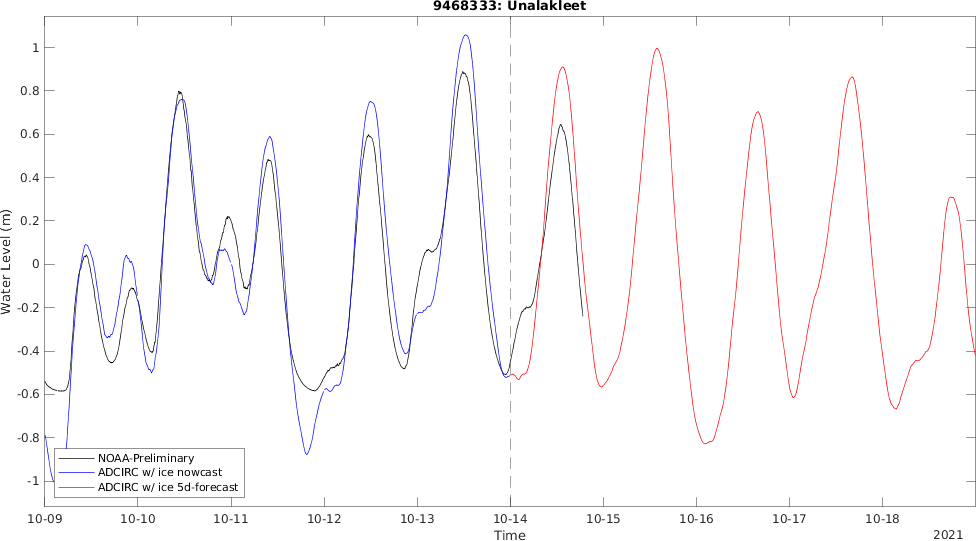 9468333: Unalakleet
Water Level (m)
1
0.8
0.6
0.4
0.2
0
-0.2
-0.4
-0.6
-0.8
-1
NOAA-Preliminary
ADCIRC w/ ice nowcast
ADCIRC w/ ice 5d-forecast
10-09 10-10 10-11 10-12 10-13 10-14 10-15 10-16 10-17 10-18
Time
2021